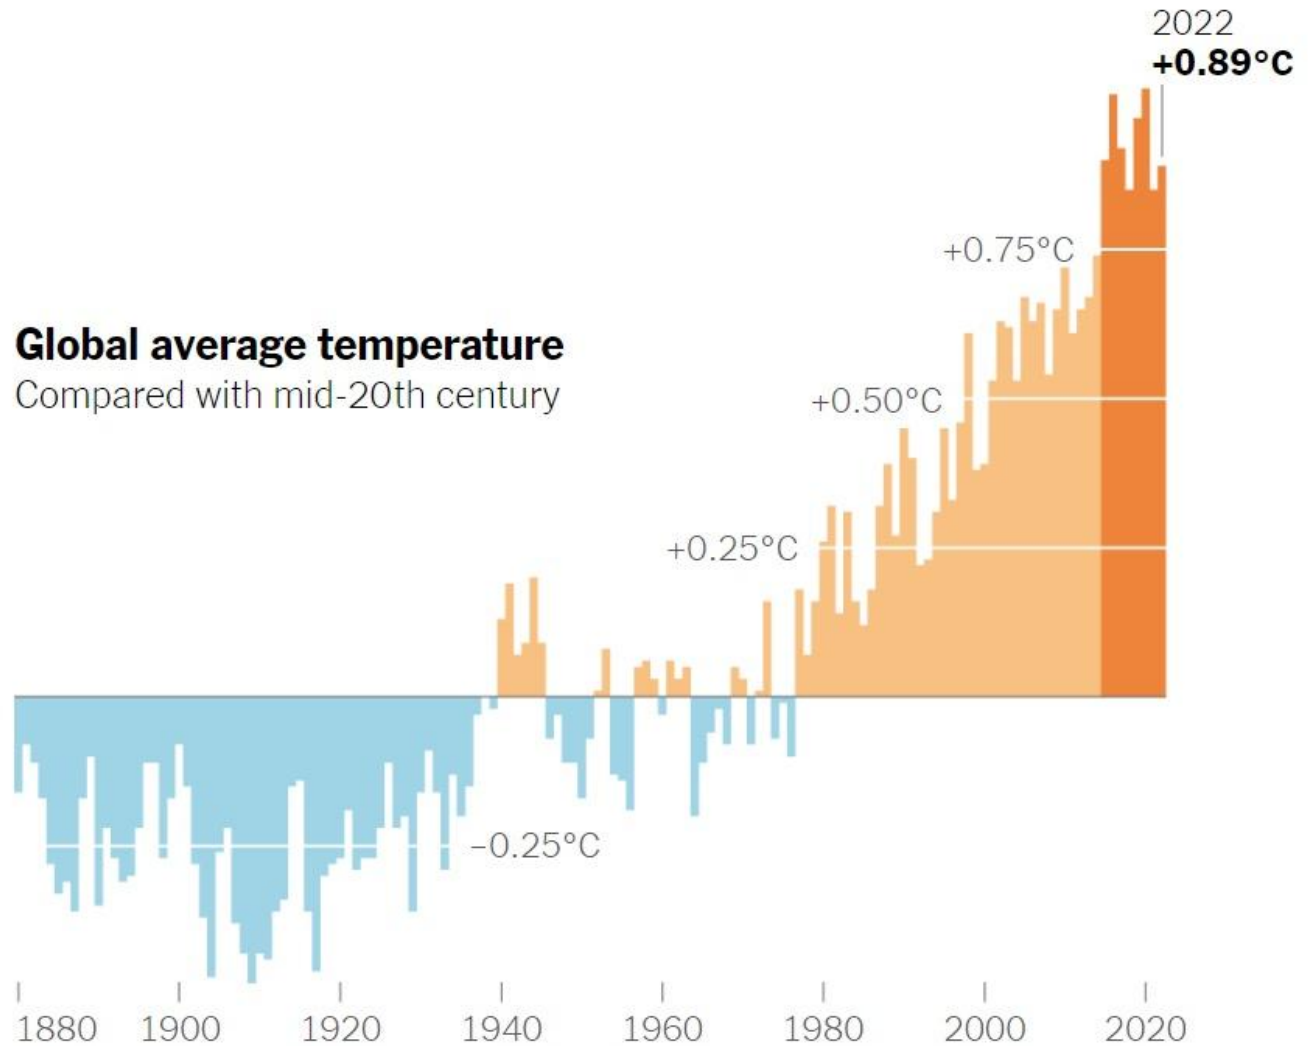 2022
+0.89°C
+0.75°C
Global average temperature
Compared with mid-20th century
+0.50°C
+0.25°C
−0.25°C
1880 1900 1920 1940 1960 1980 2000 2020